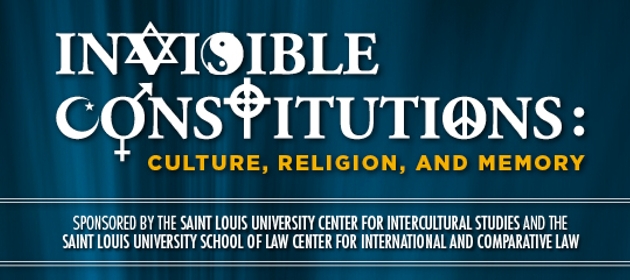 INVISIBLE
CONSTITUTIONS:
CULTURE, RELIGION, AND MEMORY
SPONSORED BY THE SAINT LOUIS UNIVERSITY CENTER FOR INTERCULTURAL STUDIES AND THE
SAINT LOUIS UNIVERSITY SCHOOL OF LAW CENTER FOR INTERNATIONAL AND COMPARATIVE LAW